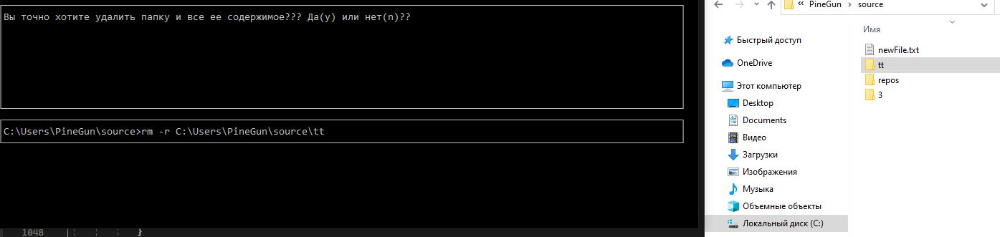 Вы точно хотите удалить папку и все ее содержимое??? Да(y) или нет(n)??
C:\Users\PineGun\source>rm -r C:\Users\PineGun\source\tt
1048 }
« PineGun > source
Быстрый доступ
OneDrive
Этот компьютер
Desktop
Documents
Видео
Загрузки
Изображения
Музыка
Объемные объекты
Локальный диск (C:)
Имя
newFile.txt
tt
repos
3